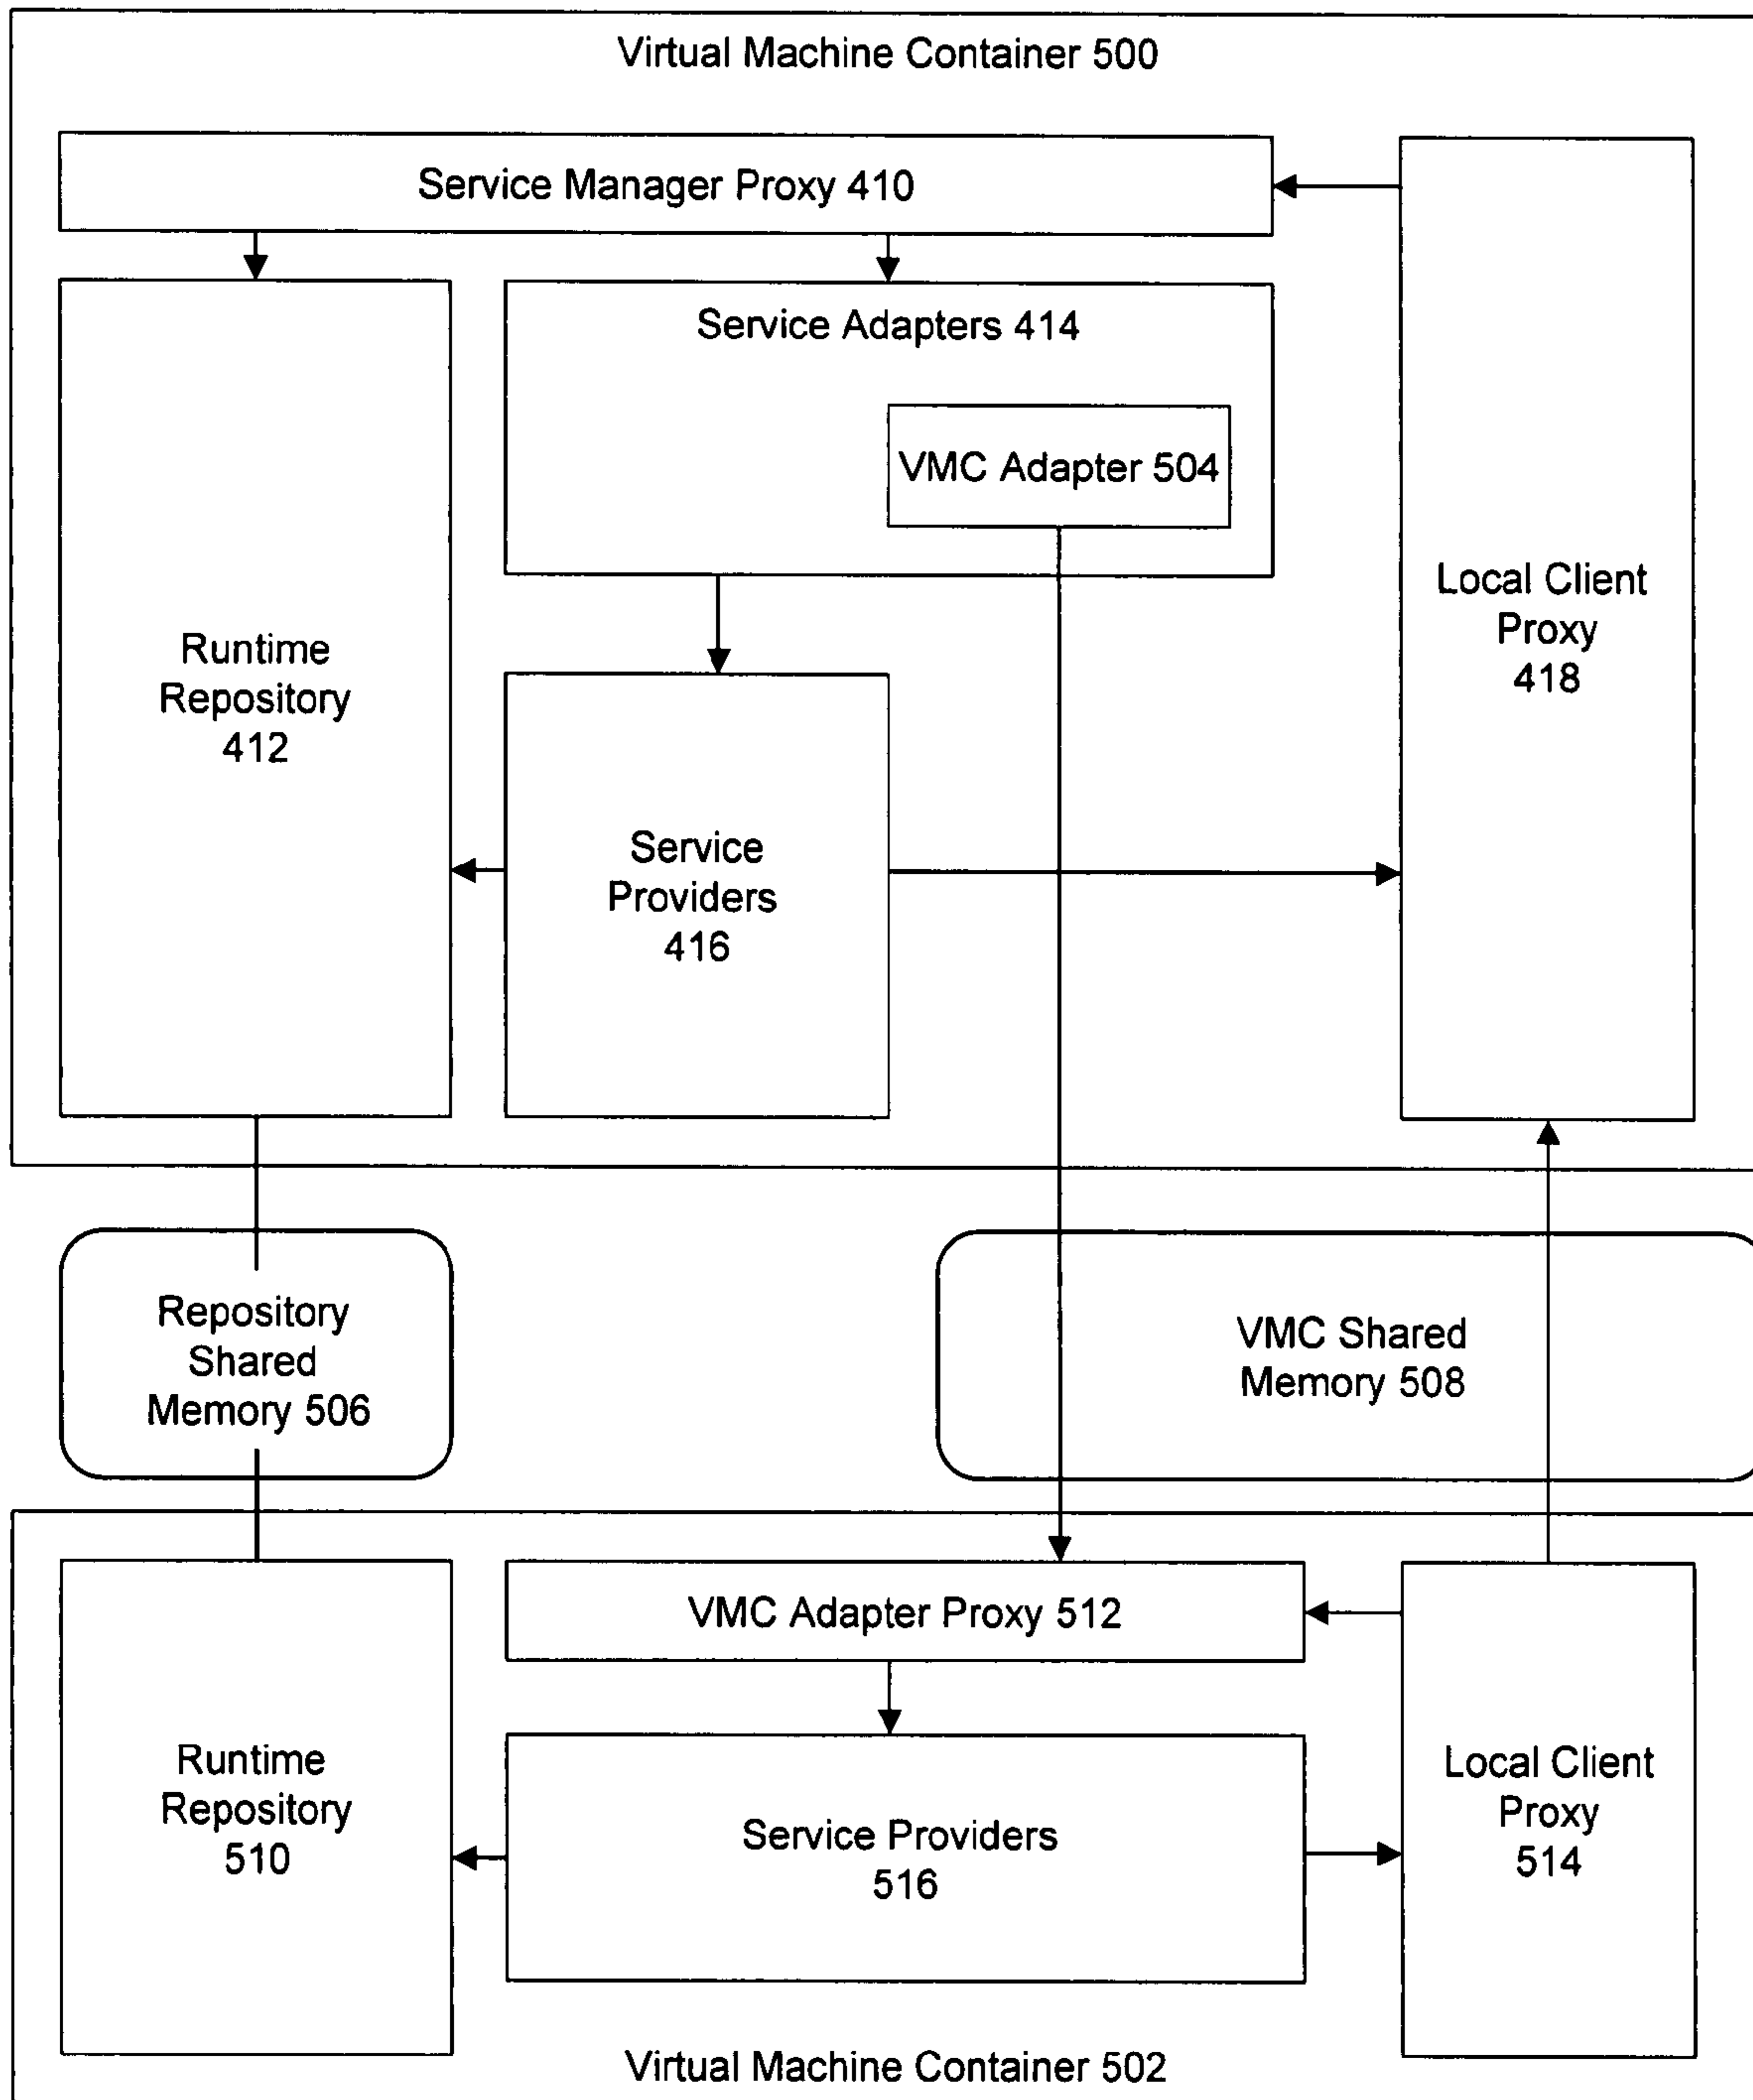 Virtual Machine Container 500
Service Manager Proxy 410
Service Adapters 414
VMC Adapter 504
Runtime
Repository
412
Service
Providers
416
Local Client
Proxy
418
Repository
Shared
Memory 506
VMC Shared
Memory 508
VMC Adapter Proxy 512
Runtime
Repository
510
Service Providers
516
Local Client
Proxy
514
Virtual Machine Container 502